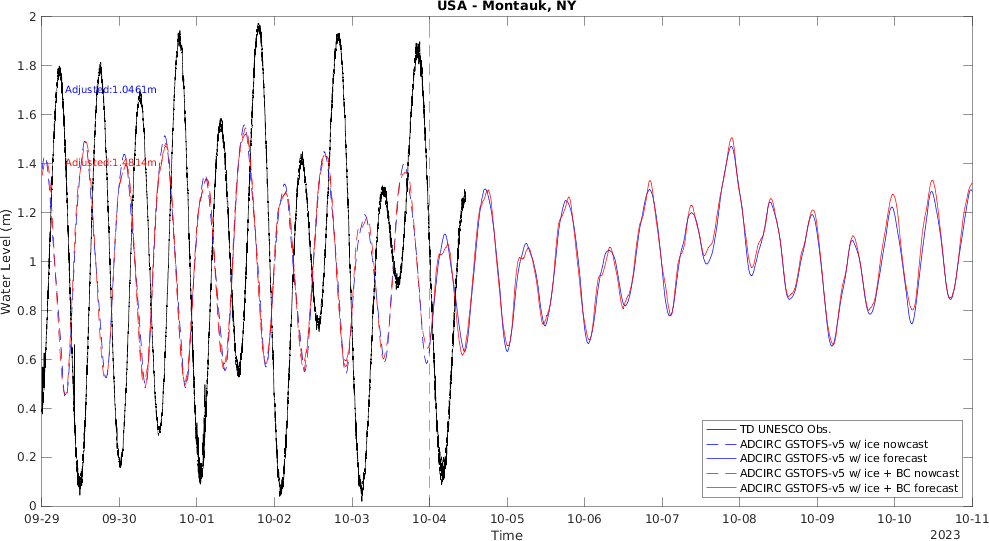 USA - Montauk, NY
2
1.8
1.6
1.4
1.2
1
0.8
0.6
0.4
0.2
0
Water Level (m)
Adjusted:1.0461m
Adjusted:1.4814m
TD UNESCO Obs.
ADCIRC GSTOFS-v5 w/ ice nowcast
ADCIRC GSTOFS-v5 w/ ice forecast
ADCIRC GSTOFS-v5 w/ ice + BC nowcast
ADCIRC GSTOFS-v5 w/ ice + BC forecast
09-29 09-30 10-01 10-02 10-03 10-04 10-05 10-06 10-07 10-08 10-09 10-10 10-11
Time
2023